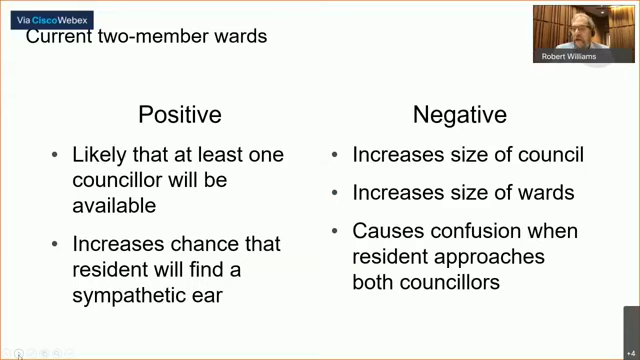 Via CiscoWebex
Current two-member wards
Robert Williams
Positive
Likely that at least one
councillor will be
available
Increases chance that
resident will find a
sympathetic ear
Negative
Increases size of council
Increases size of wards
Causes confusion when
resident approaches
both councillors
+4